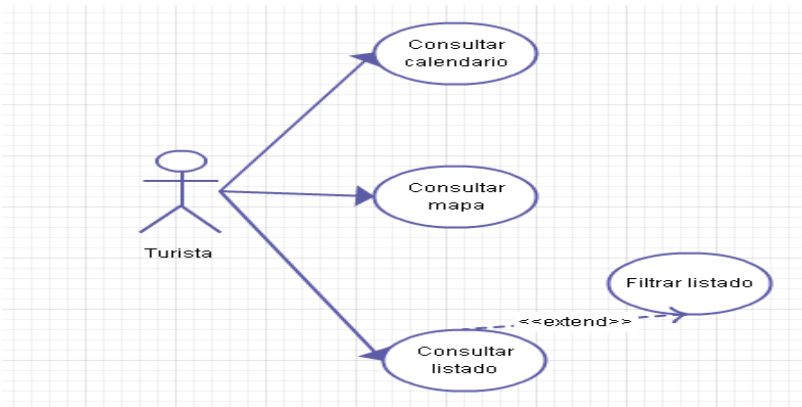 Consultar
calendario
Consultar
mapa
Turista
Filtrar listado
<<extend>>
Consultar
listado